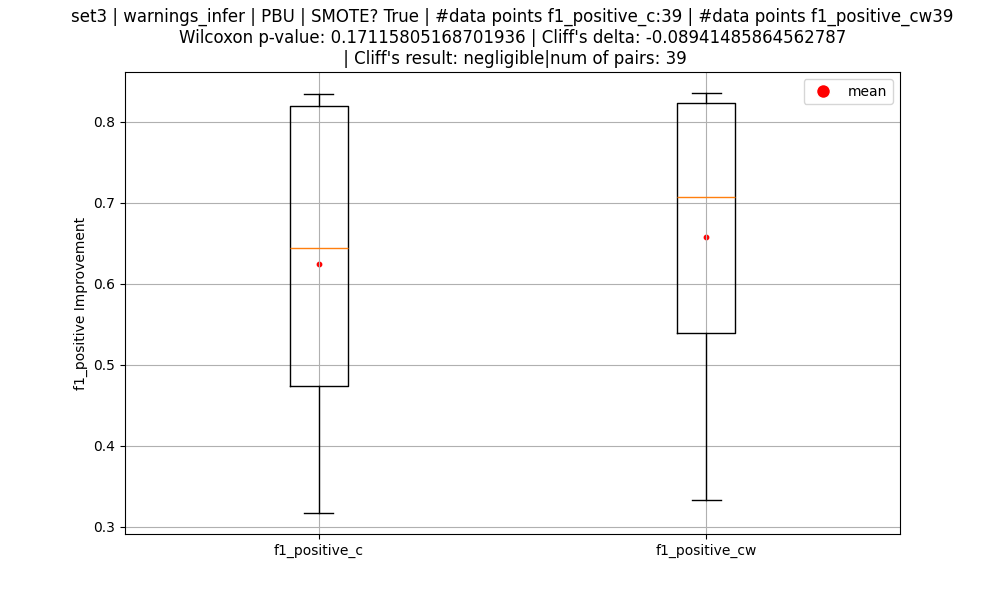 set3 | warnings_infer | PBU | SMOTE? True | #data points f1_positive_c:39 | #data points f1_positive_cw39
Wilcoxon p-value: 0.17115805168701936 | Cliff's delta: -0.08941485864562787
| Cliff's result: negligible|num of pairs: 39
mean
0.8
0.7
0.6
0.5
0.4
0.3
f1_positive Improvement
f1_positive_c
f1_positive_cw